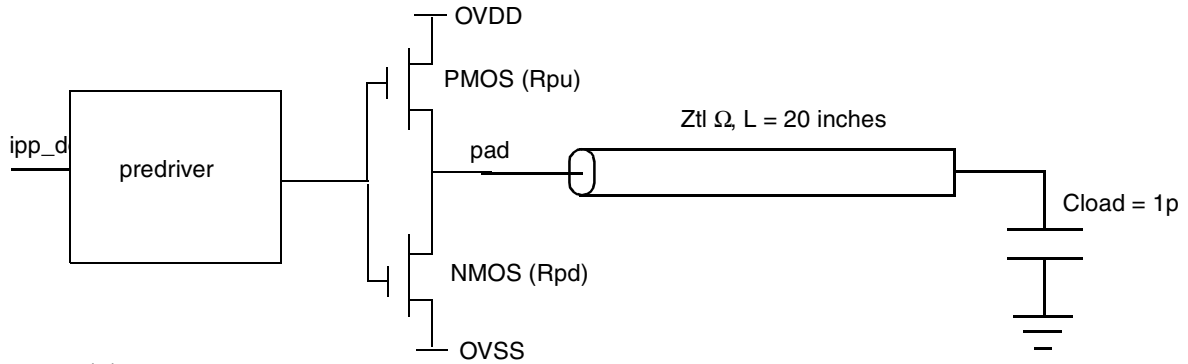 OVDD
PMOS (Rpu)
Ztl Ω, L = 20 inches
ipp_d
predriver
pad
Cload = 1p
NMOS (Rpd)
OVSS